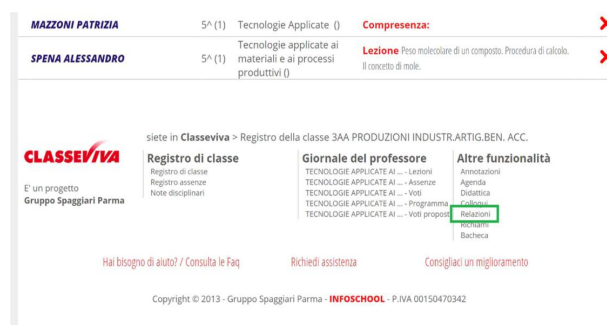 MAZZONI PATRIZIA 5^ (1) Tecnologie Applicate () Compresenza:
SPENA ALESSANDRO 5^ (1) Tecnologie applicate ai materiali e ai processi produttivi () Lezione Peso molecolare di un composto. Procedura di calcolo. Il concetto di mole.
siete in Classeviva > Registro della classe 3AA PRODUZIONI INDUSTR.ARTIG.BEN. ACC.
CLASSEVIVA
E' un progetto
Gruppo Spaggiari Parma
Registro di classe
Registro di classe
Registro assenze
Note disciplinari
Giornale del professore
TECNOLOGIE APPLICATE AI ... - Lezioni
TECNOLOGIE APPLICATE AI ... - Assenze
TECNOLOGIE APPLICATE AI ... - Voti
TECNOLOGIE APPLICATE AI ... - Programma
TECNOLOGIE APPLICATE AI ... - Voti propost
Altre funzionalità
Annotazioni
Agenda
Didattica
Colloqui
Relazioni
Richiami
Bacheca
Hai bisogno di aiuto? / Consulta le Faq
Richiedi assistenza
Consigliaci un miglioramento
Copyright © 2013 - Gruppo Spaggiari Parma - INFOSCHOOL - P.IVA 00150470342